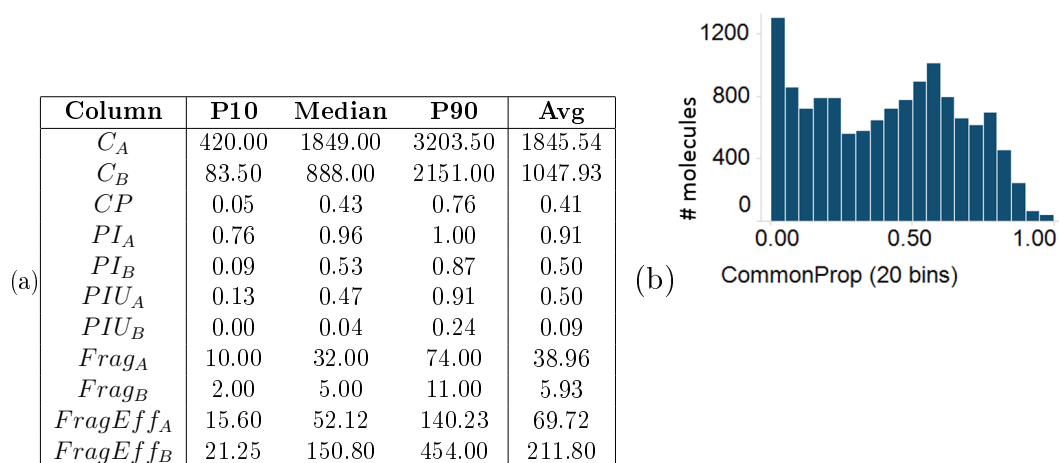 (a)
Column P10 Median P90 Avg
C_A 420.00 1849.00 3203.50 1845.54
C_B 83.50 888.00 2151.00 1047.93
CP 0.05 0.43 0.76 0.41
PI_A 0.76 0.96 1.00 0.91
PI_B 0.09 0.53 0.87 0.50
PIU_A 0.13 0.47 0.91 0.50
PIU_B 0.00 0.04 0.24 0.09
Frag_A 10.00 32.00 74.00 38.96
Frag_B 2.00 5.00 11.00 5.93
FragEff_A 15.60 52.12 140.23 69.72
FragEff_B 21.25 150.80 454.00 211.80
(b)
# molecules
1200
800
400
0
0.00 0.50 1.00
CommonProp (20 bins)